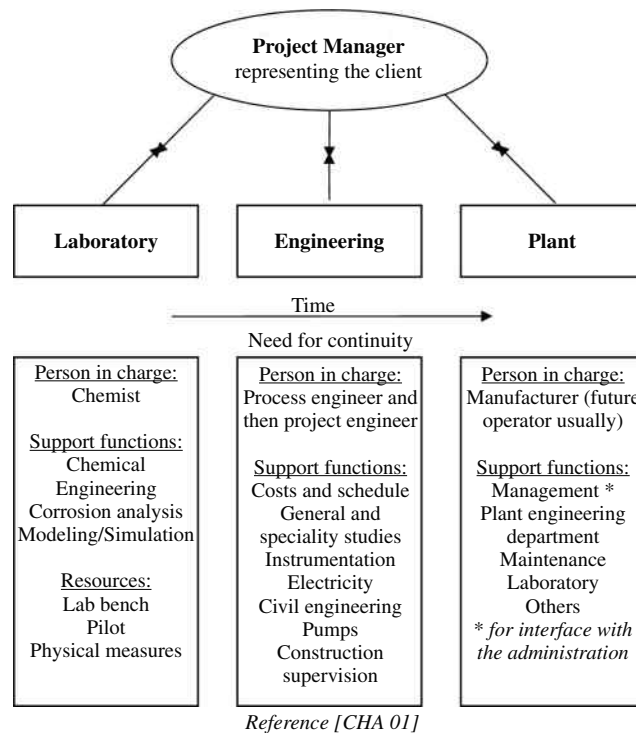 Project Manager
representing the client
Laboratory
Engineering
Plant
Time
Need for continuity
Person in charge:
Chemist
Support functions:
Chemical
Engineering
Corrosion analysis
Modeling/Simulation
Resources:
Lab bench
Pilot
Physical measures
Person in charge:
Process engineer and
then project engineer
Support functions:
Costs and schedule
General and
speciality studies
Instrumentation
Electricity
Civil engineering
Pumps
Construction
supervision
Person in charge:
Manufacturer (future
operator usually)
Support functions:
Management *
Plant engineering
department
Maintenance
Laboratory
Others
* for interface with
the administration
Reference [CHA 01]